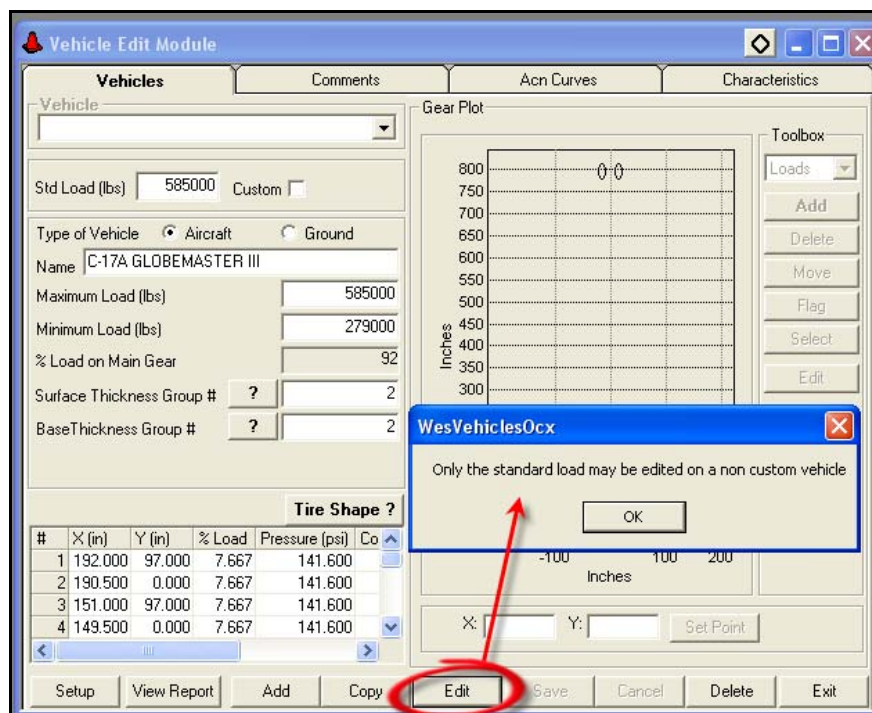 Vehicle Edit Module
Vehicles Comments Acn Curves Characteristics
Vehicle
Std Load (lbs) 585000 Custom
Type of Vehicle Aircraft Ground
Name C-17A GLOBEMASTER III
Maximum Load (lbs) 585000
Minimum Load (lbs) 279000
% Load on Main Gear 92
Surface Thickness Group # ? 2
BaseThickness Group # ? 2
Tire Shape ?
# X (in) Y (in) % Load Pressure (psi) Co
1 192.000 97.000 7.667 141.600
2 190.500 0.000 7.667 141.600
3 151.000 97.000 7.667 141.600
4 149.500 0.000 7.667 141.600
Gear Plot
800
750
700
650
600
550
500
450
400
350
300
Inches
-100 100 200
Inches
Toolbox
Loads
Add
Delete
Move
Flag
Select
Edit
WesVehiclesOcx
Only the standard load may be edited on a non custom vehicle
OK
X: Y: Set Point
Setup View Report Add Copy Edit Save Cancel Delete Exit